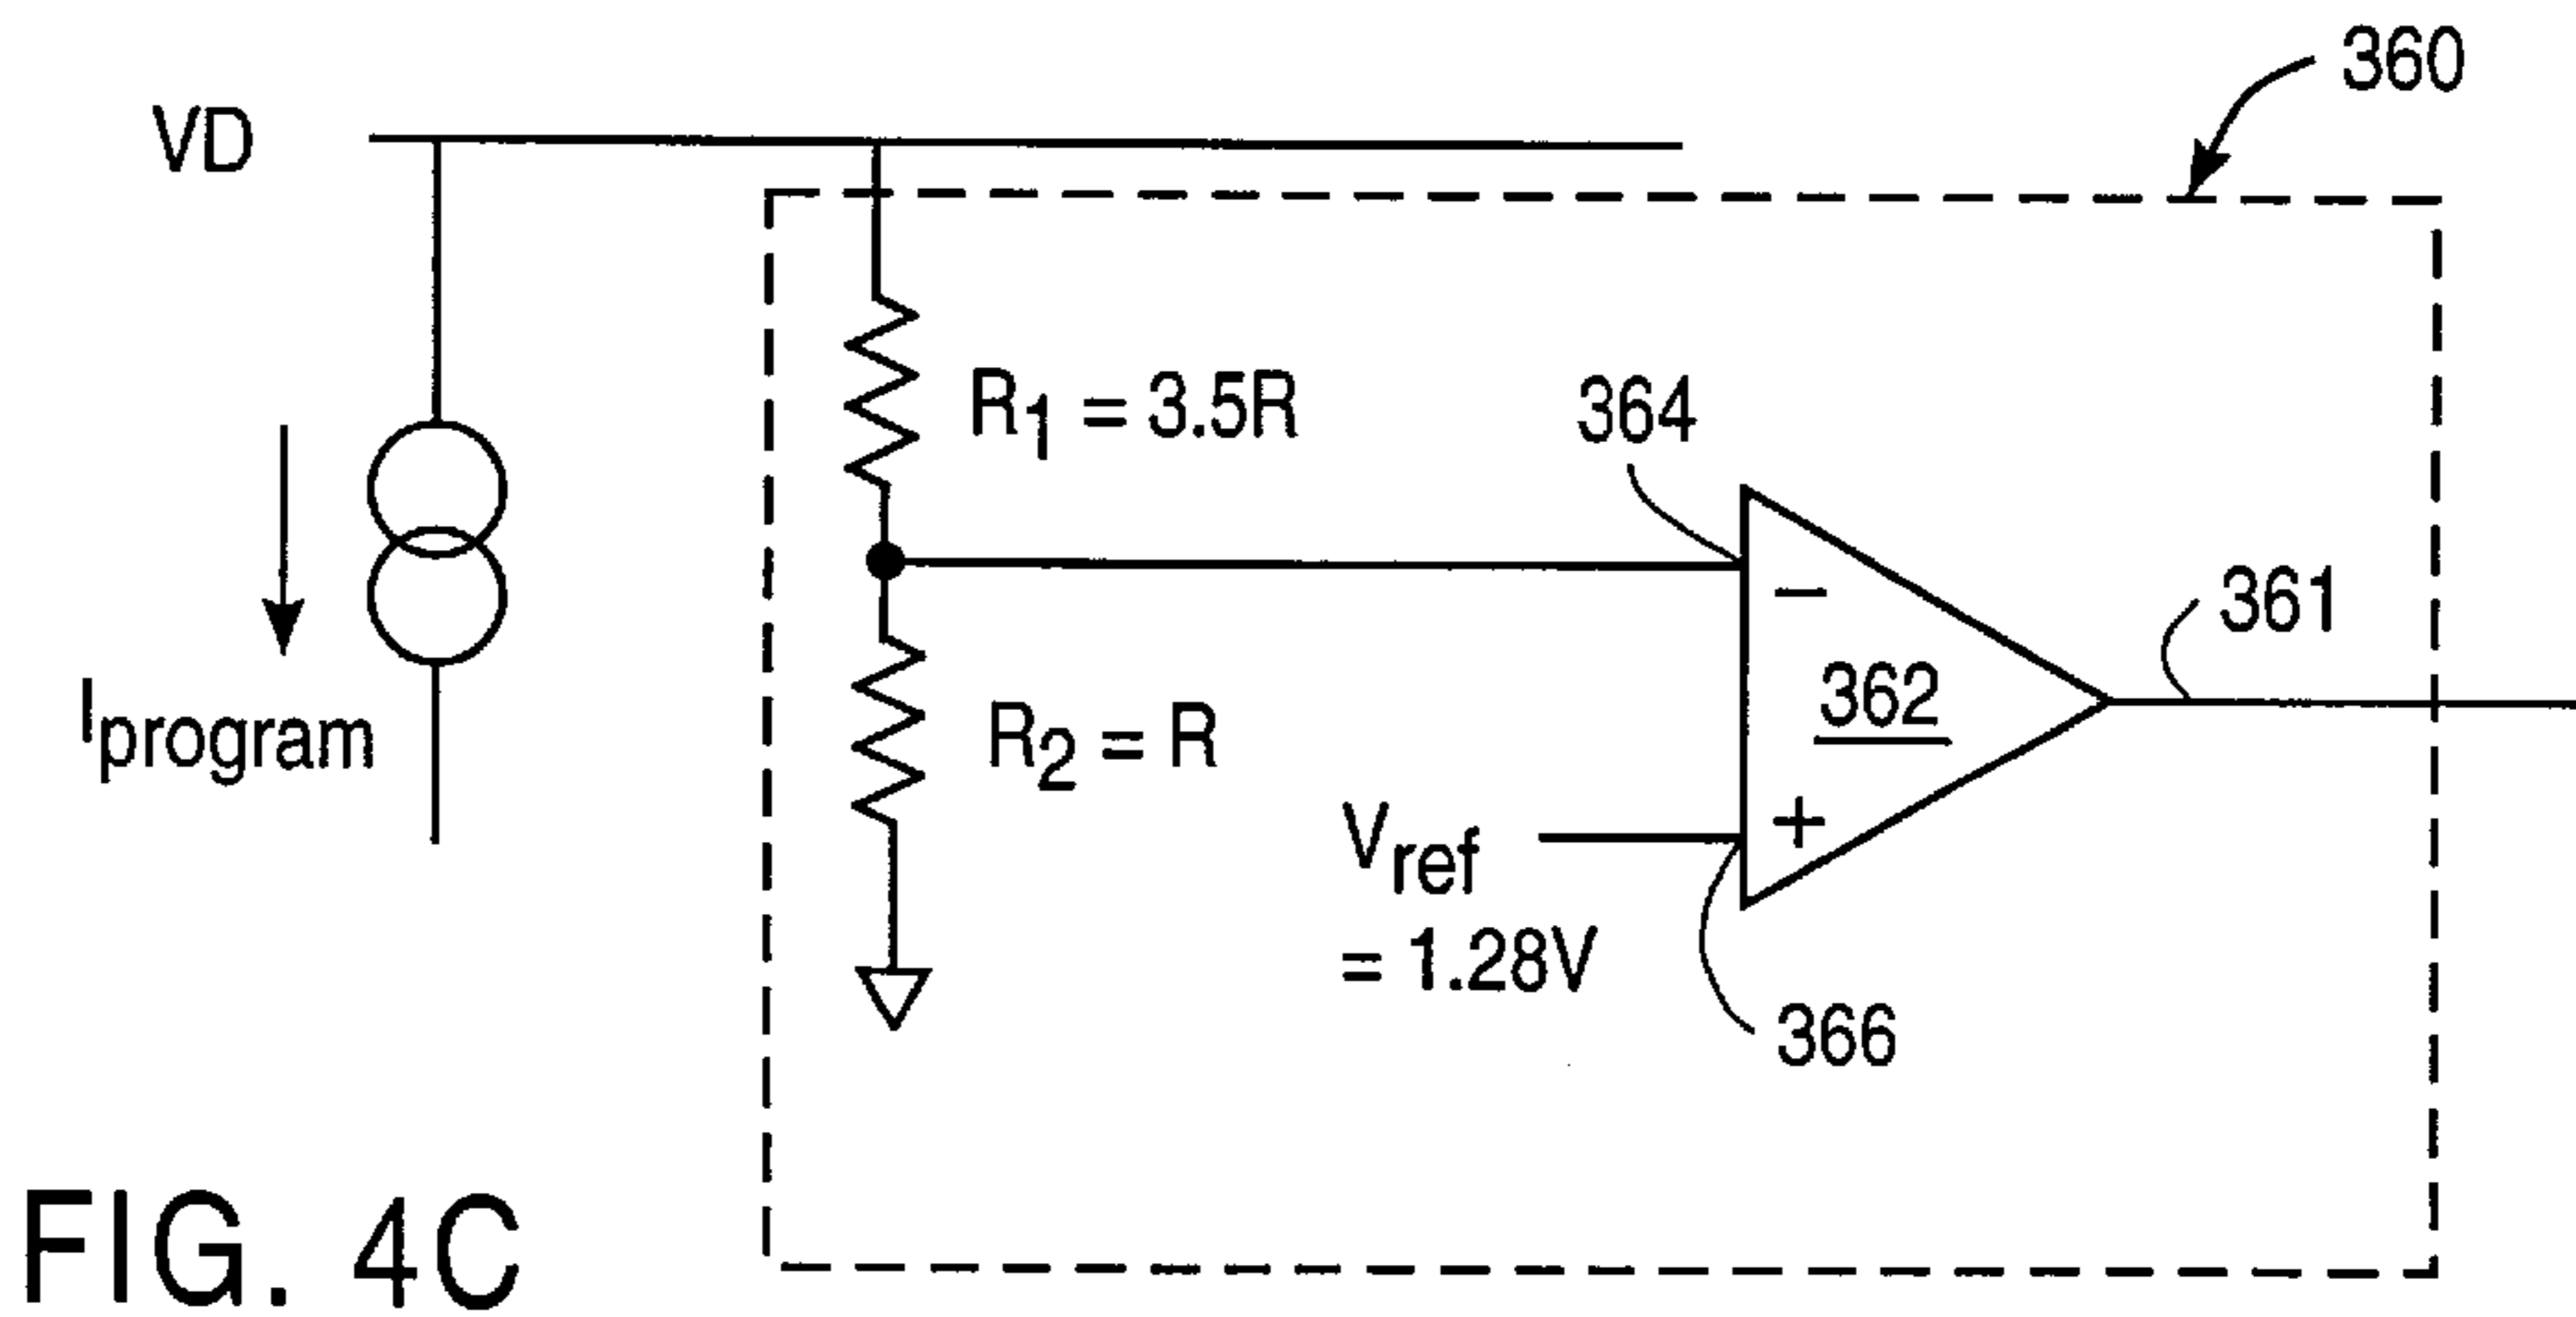 360
VD
R1 = 3.5R
364
−
361
362
Iprogram
R2 = R
+
Vref
= 1.28V
366
FIG. 4C